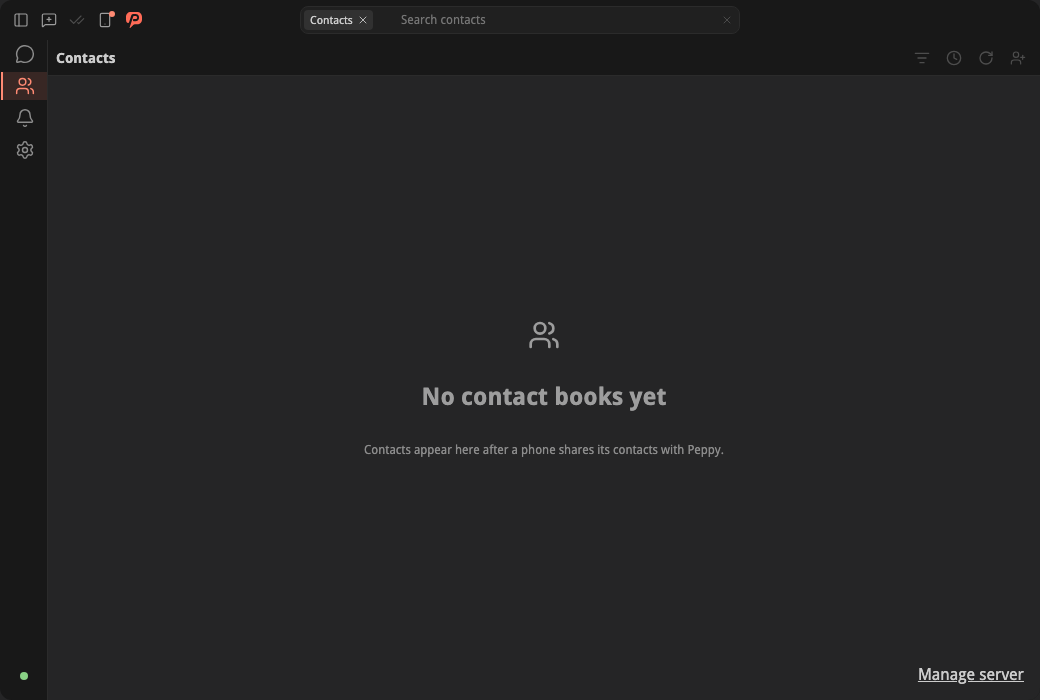 Contacts
Search contacts
Contacts
No contact books yet
Contacts appear here after a phone shares its contacts with Peppy.
Manage server